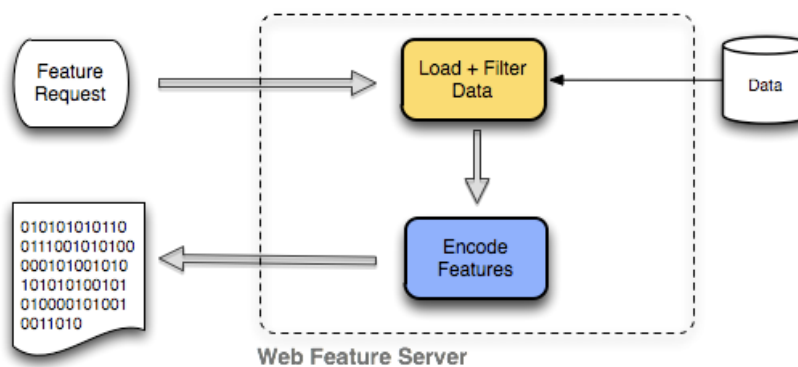 Feature
Request
Load + Filter
Data
Data
010101010110
0111001010100
000101001010
101010100101
010000101001
0011010
Encode
Features
Web Feature Server